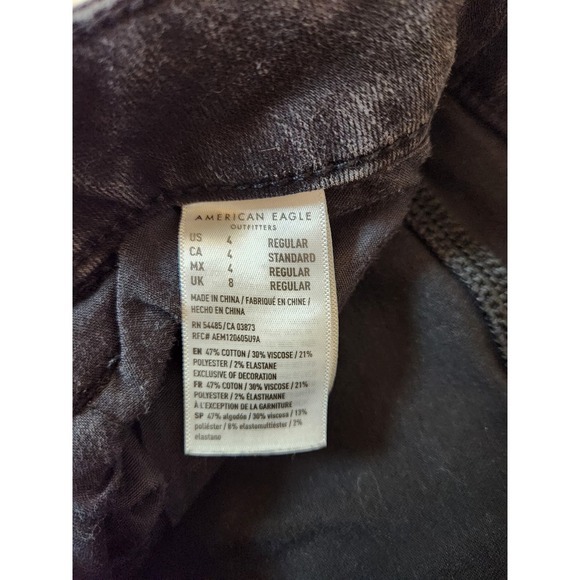 AMERICAN EAGLE
OUTFITTERS
US 4 REGULAR
CA 4 STANDARD
MX 4 REGULAR
UK 8 REGULAR
MADE IN CHINA / FABRIQUÉ EN CHINE /
HECHO EN CHINA
RN 54485/CA 03873
RFC# AEM120605U9A
EN 47% COTTON / 30% VISCOSE / 21%
POLYESTER / 2% ELASTANE
EXCLUSIVE OF DECORATION
FR 47% COTON / 30% VISCOSE / 21%
POLYESTER / 2% ÉLASTHANNE
À L'EXCEPTION DE LA GARNITURE
SP 47% algodón / 30% viscosa / 13%
poliéster / 8% elastomultiéster / 2%
elastano